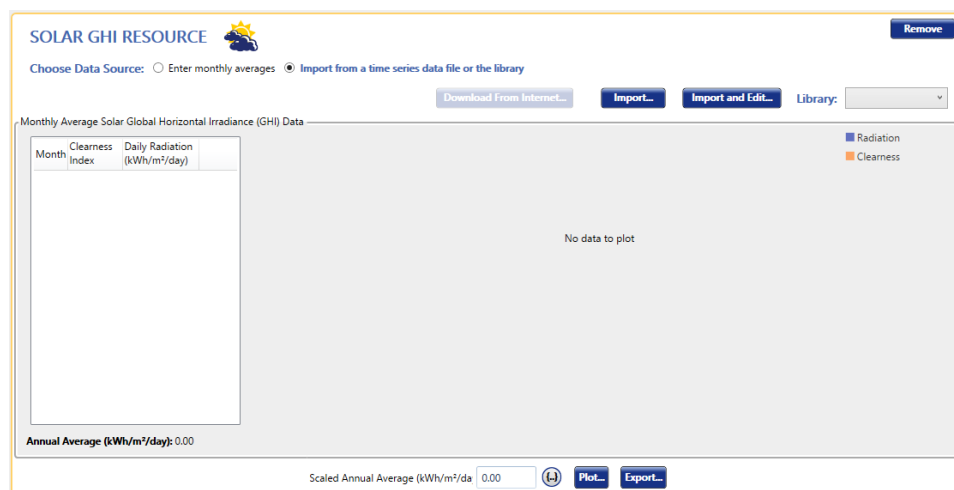 SOLAR GHI RESOURCE
Remove
Choose Data Source: Enter monthly averages Import from a time series data file or the library
Download From Internet... Import... Import and Edit... Library:
Monthly Average Solar Global Horizontal Irradiance (GHI) Data
Month Clearness Index Daily Radiation (kWh/m²/day)
Radiation
Clearness
No data to plot
Annual Average (kWh/m²/day): 0.00
Scaled Annual Average (kWh/m²/da 0.00 {..} Plot... Export...